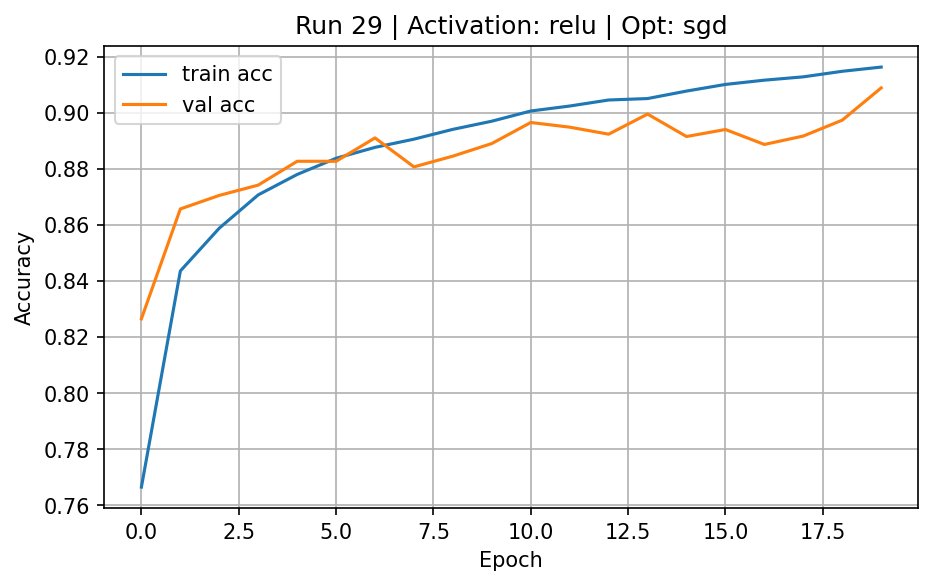 Run 29 | Activation: relu | Opt: sgd
train acc
val acc
0.92
0.90
0.88
0.86
0.84
0.82
0.80
0.78
0.76
Accuracy
0.0 2.5 5.0 7.5 10.0 12.5 15.0 17.5
Epoch